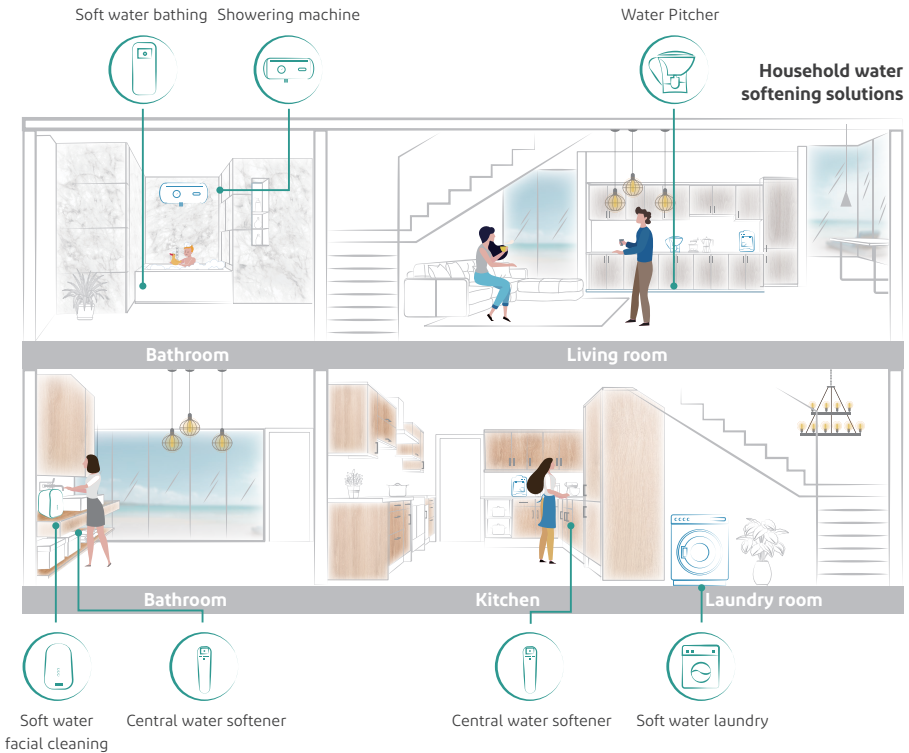 Soft water bathing
Showering machine
Water Pitcher
Household water
softening solutions
Bathroom
Living room
Bathroom
Kitchen
Laundry room
Soft water
facial cleaning
Central water softener
Central water softener
Soft water laundry